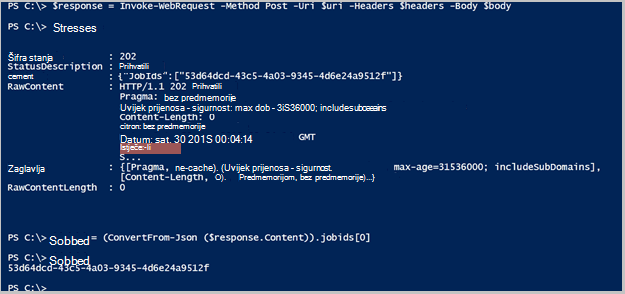 PS C:\> $response = Invoke-WebRequest -Method Post -Uri $uri -Headers $headers -Body $body
PS C:\> Stresses
Šifra stanja : 202
StatusDescription : Prihvatili
cement : {"JobIds":["53d64dcd-43c5-4a03-9345-4d6e24a9512f"]}
RawContent : HTTP/1.1 202 Prihvatili
Pragma: bez predmemorije
Uvijek prijenosa - sigurnost: max dob - 3iS36000; includesubdomains
Content-Length: 0
citron: bez predmemorije
Datum: sat. 30 201S 00:04:14 GMT
Istječe:-li
S...
Zaglavlja : {[Pragma, ne-cache). (Uvijek prijenosa - sigurnost. max-age=31536000; includeSubDomains],
[Content-Length, O). Predmemorijom, bez predmemorije)...}
RawContentLength : 0
PS C:\> Sobbed = (ConvertFrom-Json ($response.Content)).jobids[0]
PS C:\> Sobbed
53d64dcd-43c5-4a03-9345-4d6e24a9512f
PS C:\>